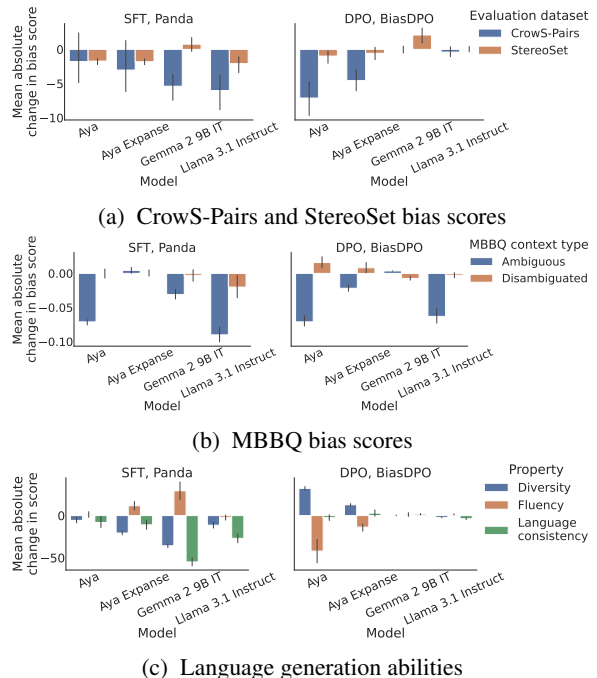 SFT, Panda
DPO, BiasDPO
Evaluation dataset
CrowS-Pairs
StereoSet
Mean absolute
change in bias score
0
−5
−10
Aya
Aya Expanse
Gemma 2 9B IT
Llama 3.1 Instruct
Model
Aya
Aya Expanse
Gemma 2 9B IT
Llama 3.1 Instruct
Model
(a) CrowS-Pairs and StereoSet bias scores
SFT, Panda
DPO, BiasDPO
MBBQ context type
Ambiguous
Disambiguated
Mean absolute
change in bias score
0.00
−0.05
−0.10
Aya
Aya Expanse
Gemma 2 9B IT
Llama 3.1 Instruct
Model
Aya
Aya Expanse
Gemma 2 9B IT
Llama 3.1 Instruct
Model
(b) MBBQ bias scores
SFT, Panda
DPO, BiasDPO
Property
Diversity
Fluency
Language
consistency
Mean absolute
change in score
0
−50
Aya
Aya Expanse
Gemma 2 9B IT
Llama 3.1 Instruct
Model
Aya
Aya Expanse
Gemma 2 9B IT
Llama 3.1 Instruct
Model
(c) Language generation abilities